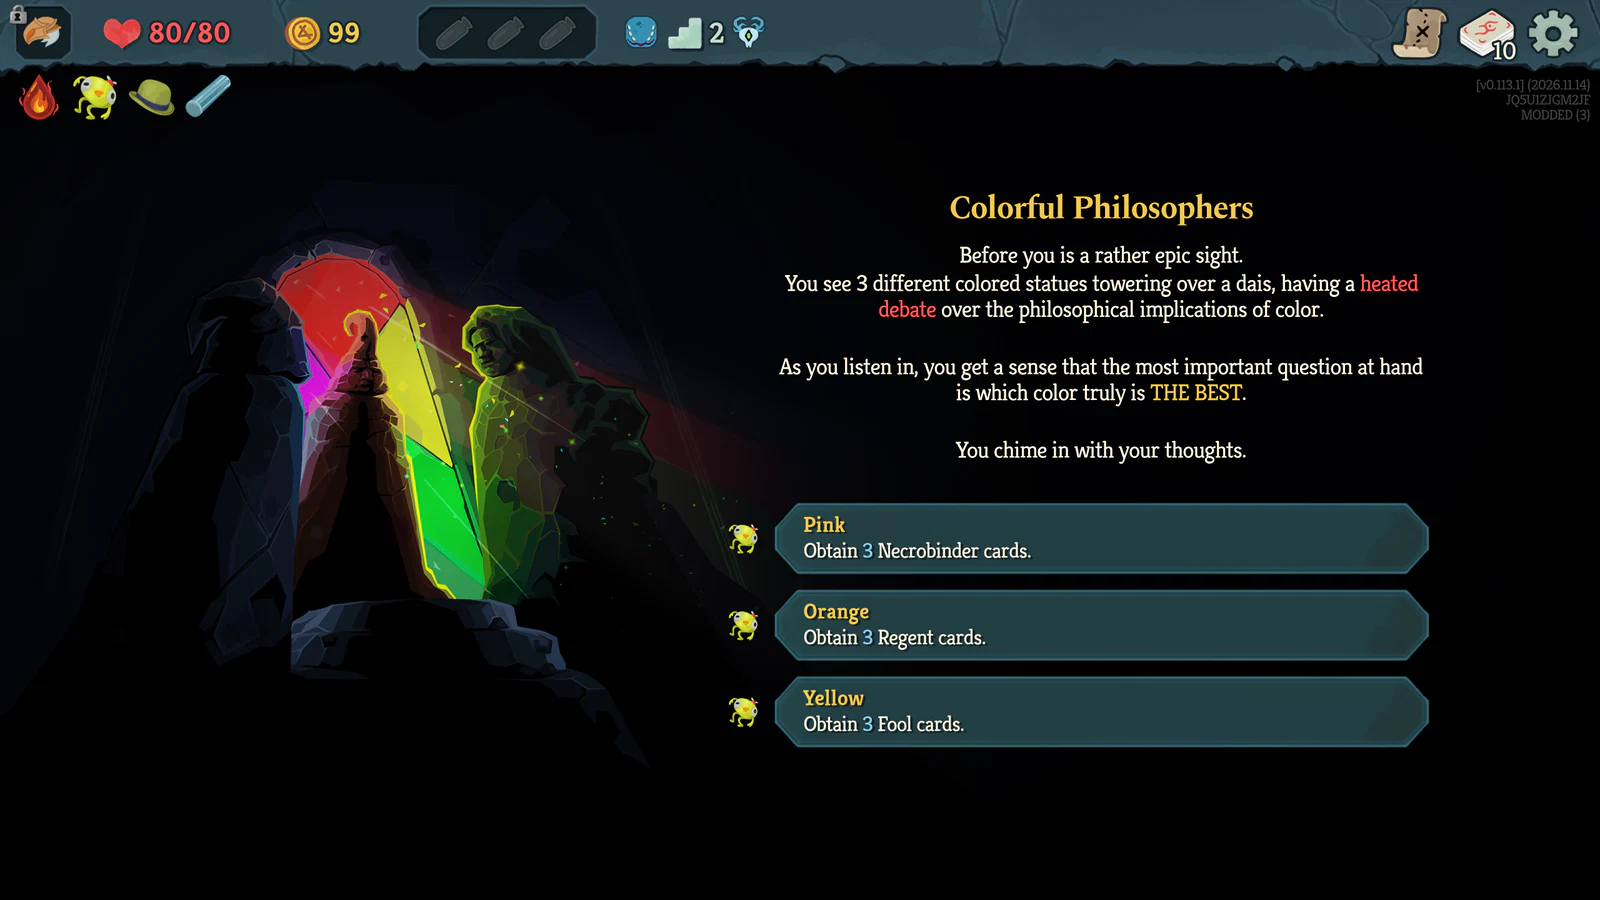 80/80
99
2
10
[v0.113.1] (2026.11.14)
JQ5U1ZJGM2JF
MODDED (3)
Colorful Philosophers
Before you is a rather epic sight.
You see 3 different colored statues towering over a dais, having a heated
debate over the philosophical implications of color.
As you listen in, you get a sense that the most important question at hand
is which color truly is THE BEST.
You chime in with your thoughts.
Pink
Obtain 3 Necrobinder cards.
Orange
Obtain 3 Regent cards.
Yellow
Obtain 3 Fool cards.